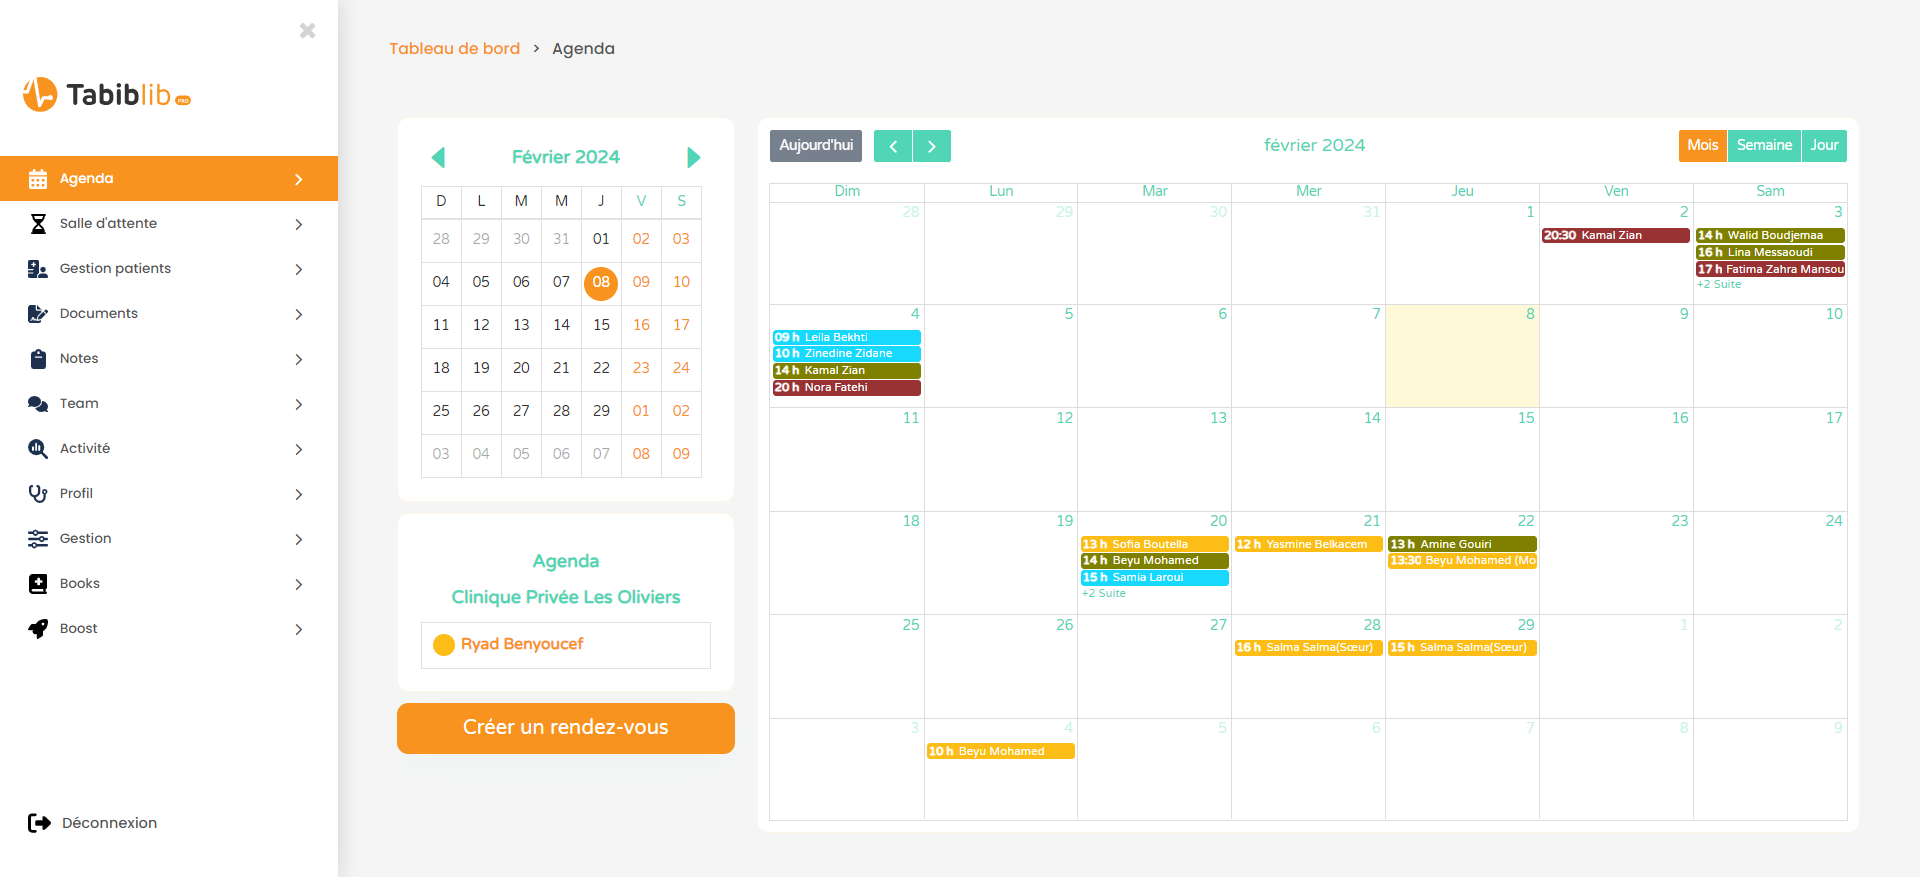 Tabiblib PRO
Agenda
Salle d'attente
Gestion patients
Documents
Notes
Team
Activité
Profil
Gestion
Books
Boost
Déconnexion
Tableau de bord > Agenda
Février 2024
D L M M J V S
28 29 30 31 01 02 03
04 05 06 07 08 09 10
11 12 13 14 15 16 17
18 19 20 21 22 23 24
25 26 27 28 29 01 02
03 04 05 06 07 08 09
Agenda
Clinique Privée Les Oliviers
Ryad Benyoucef
Créer un rendez-vous
Aujourd'hui
février 2024
Mois Semaine Jour
Dim Lun Mar Mer Jeu Ven Sam
28 29 30 31 1 2 3
20:30 Kamal Zian
14 h Walid Boudjemaa
16 h Lina Messaoudi
17 h Fatima Zahra Mansou
+2 Suite
4 5 6 7 8 9 10
09 h Leila Bekhti
10 h Zinedine Zidane
14 h Kamal Zian
20 h Nora Fatehi
11 12 13 14 15 16 17
18 19 20 21 22 23 24
13 h Sofia Boutella
14 h Beyu Mohamed
15 h Samia Laroui
+2 Suite
12 h Yasmine Belkacem
13 h Amine Gouiri
13:30 Beyu Mohamed (Mo
25 26 27 28 29 1 2
16 h Salma Salma(Sœur)
15 h Salma Salma(Sœur)
3 4 5 6 7 8 9
10 h Beyu Mohamed